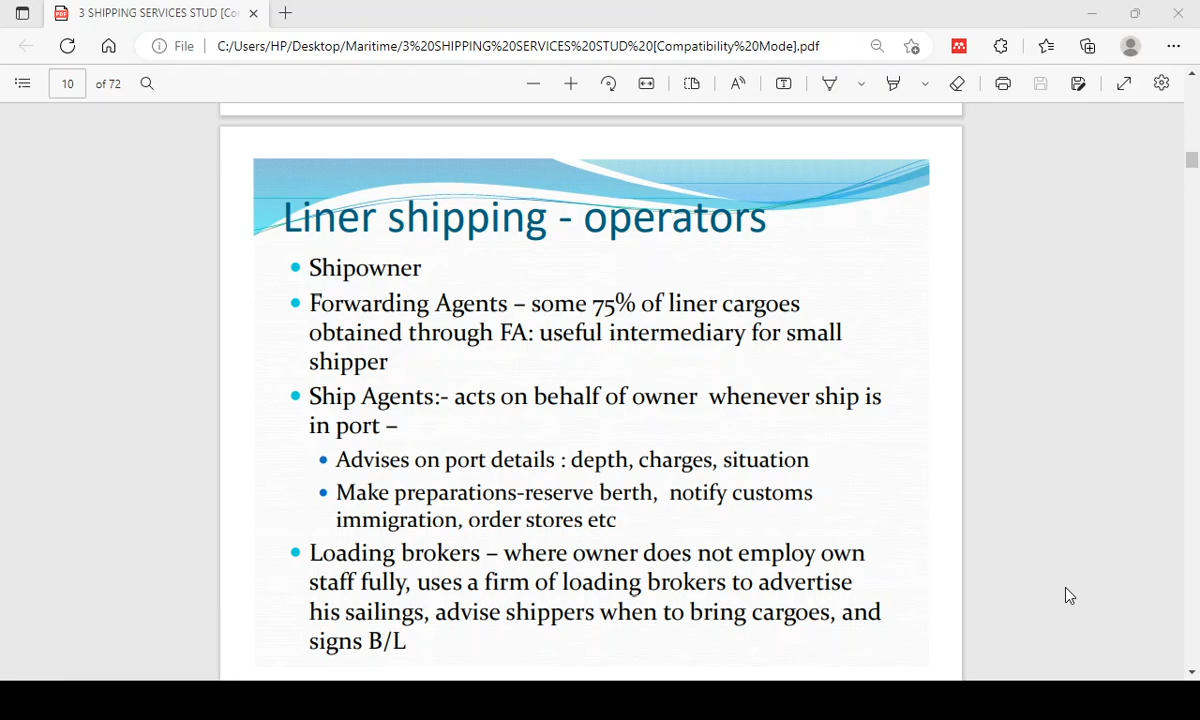 3 SHIPPING SERVICES STUD [Co
File
C:/Users/HP/Desktop/Maritime/3%20SHIPPING%20SERVICES%20STUD%20[Compatibility%20Mode].pdf
10 of 72
Liner shipping - operators
Shipowner
Forwarding Agents – some 75% of liner cargoes
obtained through FA: useful intermediary for small
shipper
Ship Agents:- acts on behalf of owner whenever ship is
in port –
Advises on port details : depth, charges, situation
Make preparations-reserve berth, notify customs
immigration, order stores etc
Loading brokers – where owner does not employ own
staff fully, uses a firm of loading brokers to advertise
his sailings, advise shippers when to bring cargoes, and
signs B/L